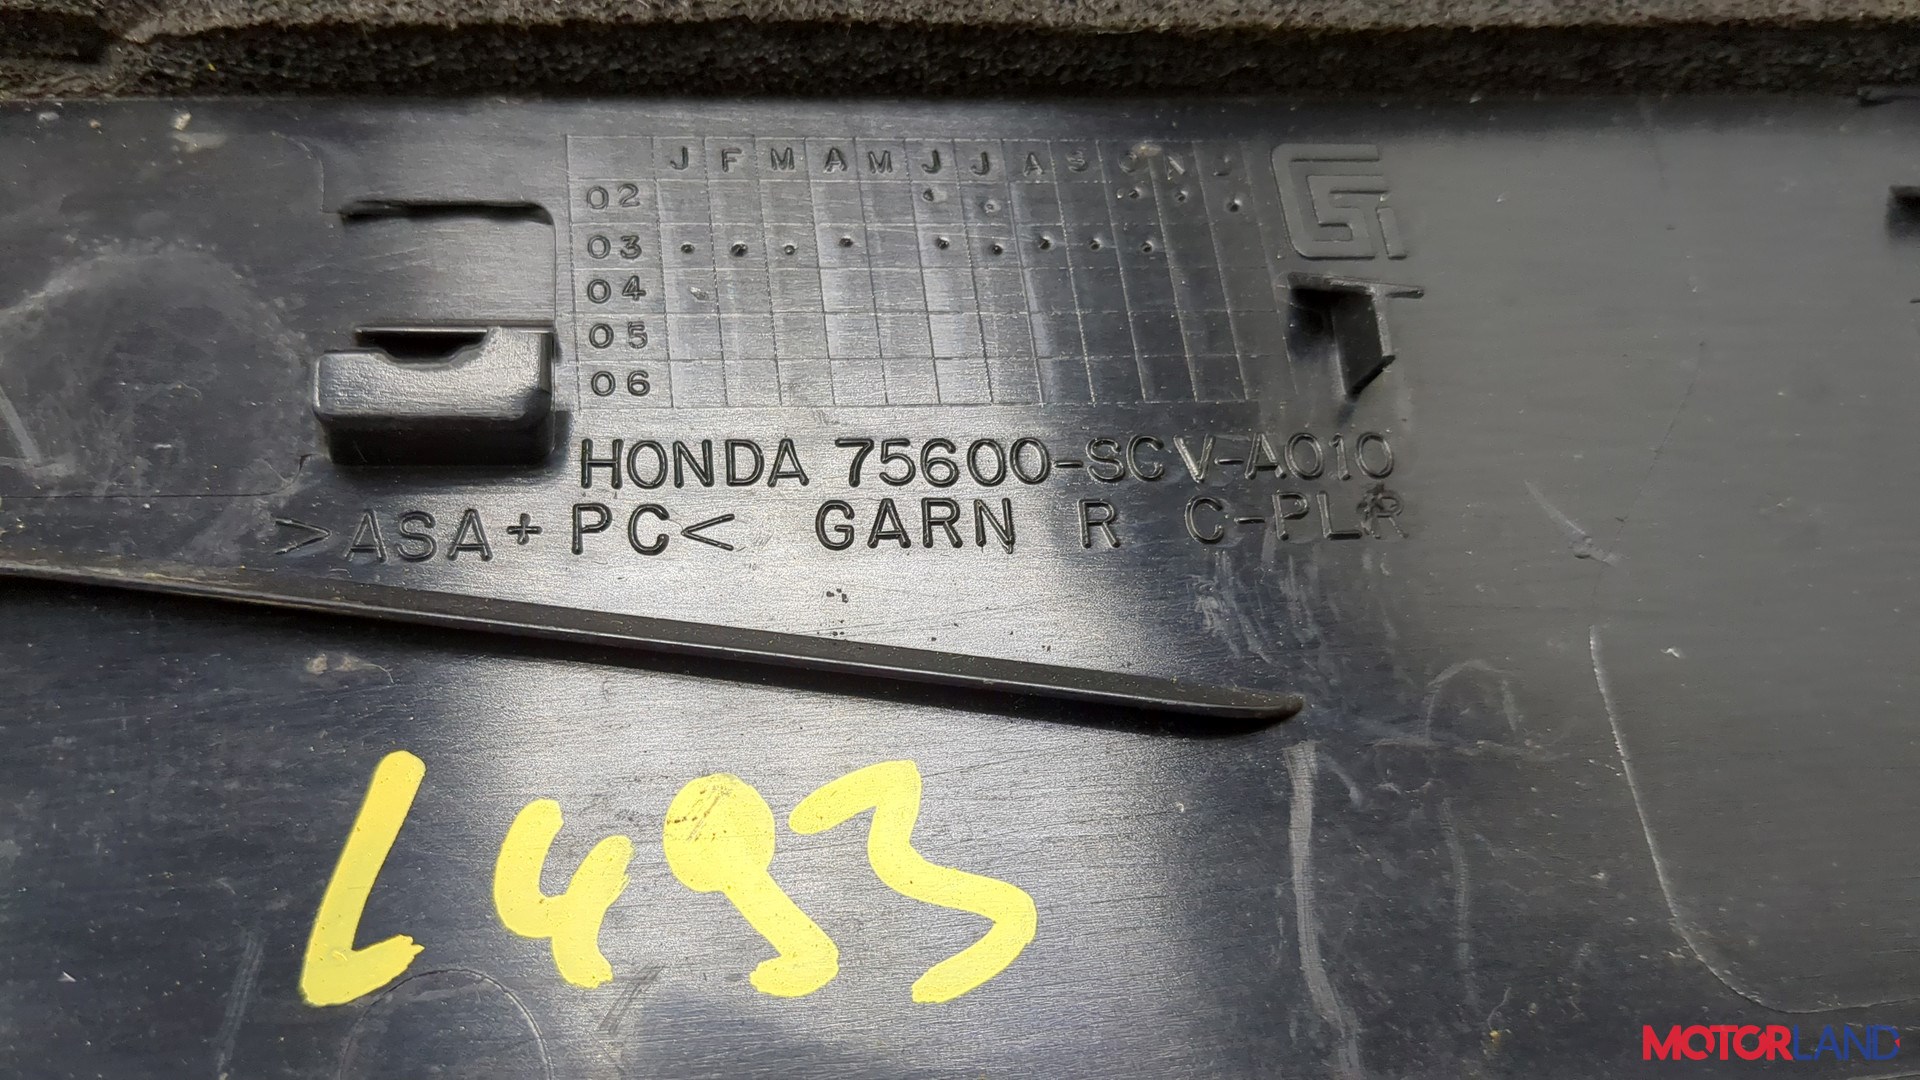 J F M A M J J A S O N
02
03
04
05
06
HONDA 75600-SCV-A010
>ASA+PC< GARN R C-PLR
L493
MOTORLAND